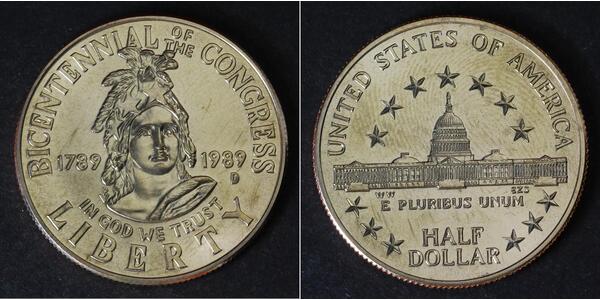 BICENTENNIAL OF THE CONGRESS
1789 1989
D
IN GOD WE TRUST
LIBERTY
UNITED STATES OF AMERICA
WW
E PLURIBUS UNUM
HALF
DOLLAR